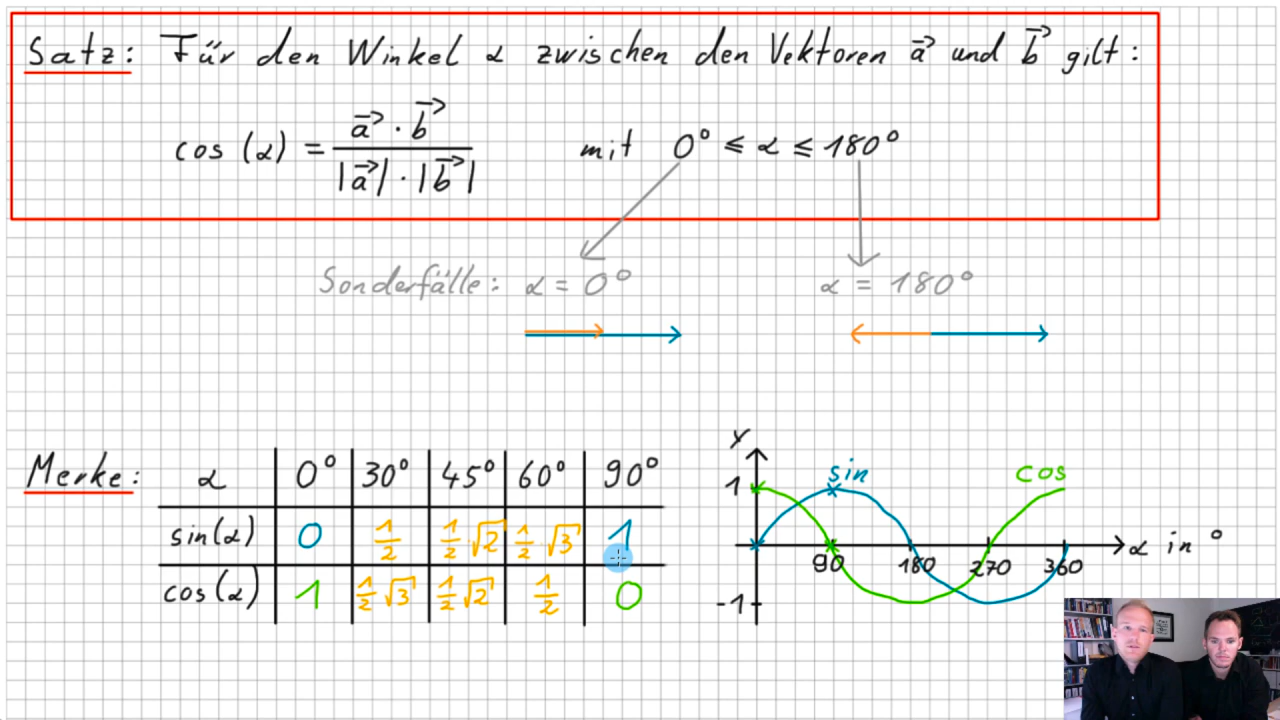 Satz: Für den Winkel α zwischen den Vektoren a⃗ und b⃗ gilt:
cos (α) = a⃗ · b⃗ / |a⃗| · |b⃗| mit 0° ≤ α ≤ 180°
Sonderfälle: α = 0° α = 180°
Merke: α 0° 30° 45° 60° 90°
sin(α) 0 1/2 1/2 √2 1/2 √3 1
cos(α) 1 1/2 √3 1/2 √2 1/2 0
y
sin cos
1
90 180 270 360 α in °
-1